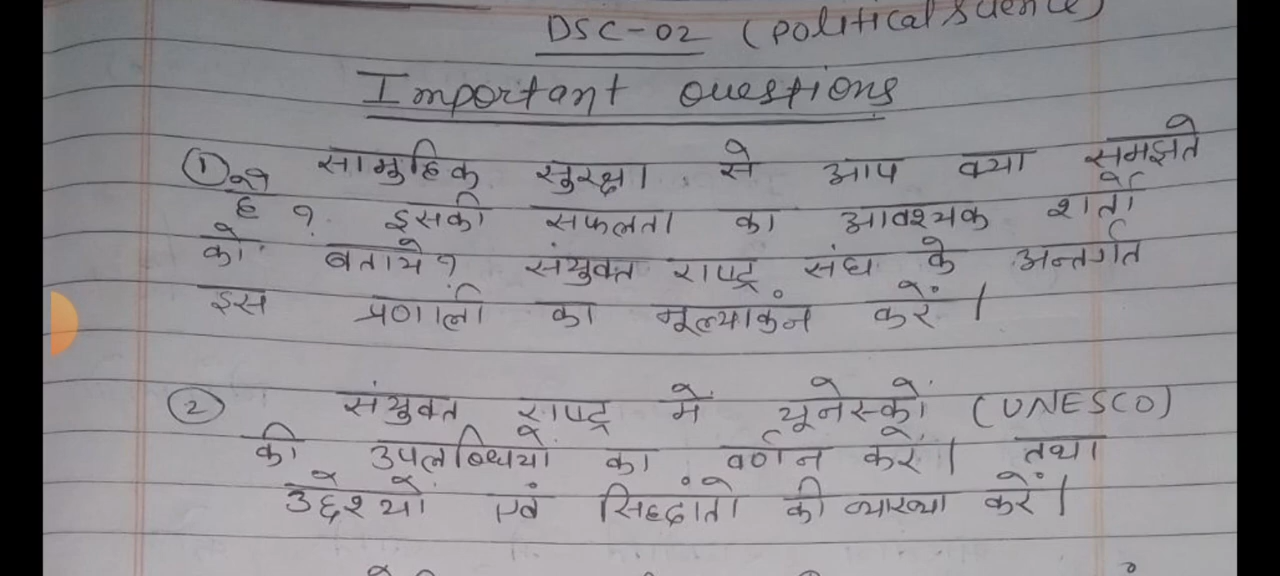 DSC-02 (Political Science)
Important Questions
① सामुहिक सुरक्षा से आप क्या समझते
है ? इसकी सफलता का आवश्यक शर्तो
को बताये ? संयुक्त राष्ट्र संघ के अन्तर्गत
इस प्रणाली का मूल्यांकन करें।
② संयुक्त राष्ट्र में यूनेस्को (UNESCO)
की उपलब्धियों का वर्णन करें। तथा
उद्देश्यों एवं सिद्धांतों की व्याख्या करें।